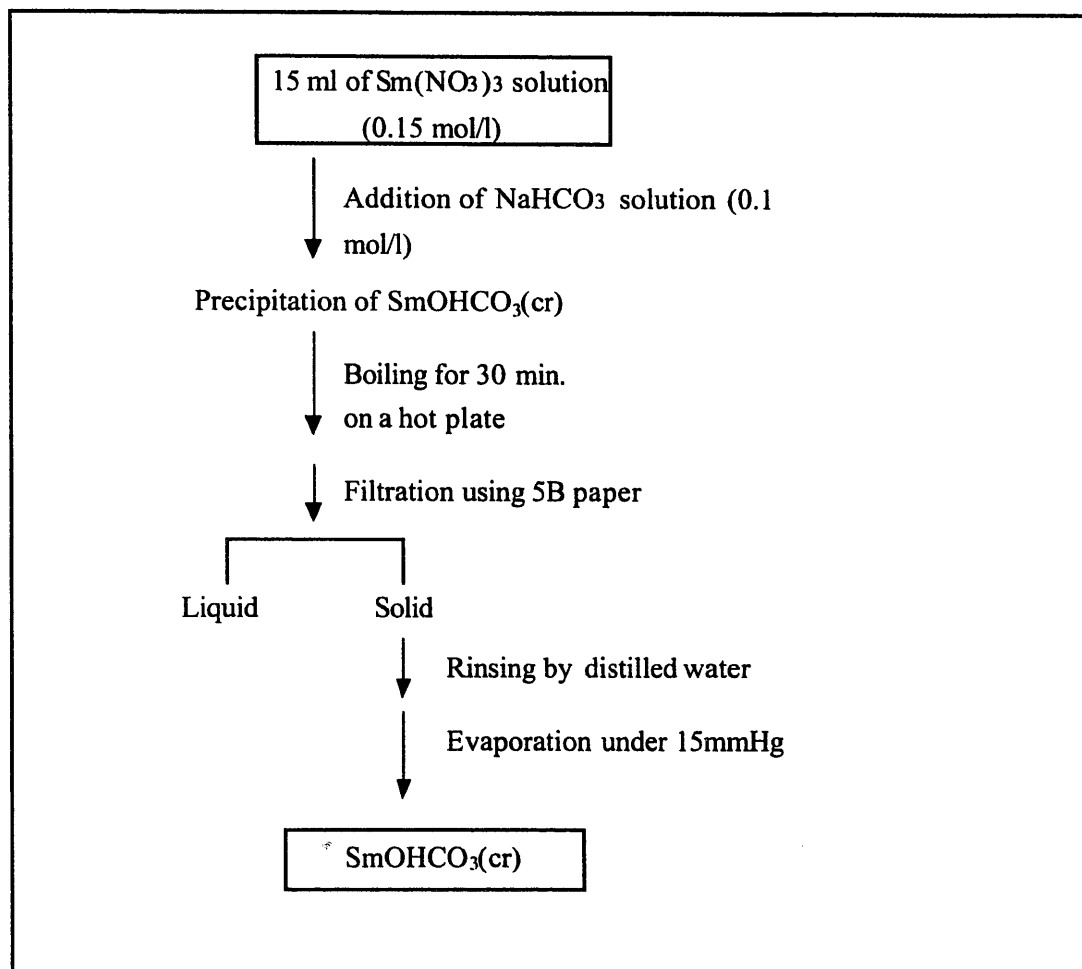 15 ml of Sm(NO3)3 solution
(0.15 mol/l)
Addition of NaHCO3 solution (0.1
mol/l)
Precipitation of SmOHCO₃(cr)
Boiling for 30 min.
on a hot plate
Filtration using 5B paper
Liquid Solid
Rinsing by distilled water
Evaporation under 15mmHg
SmOHCO₃(cr)